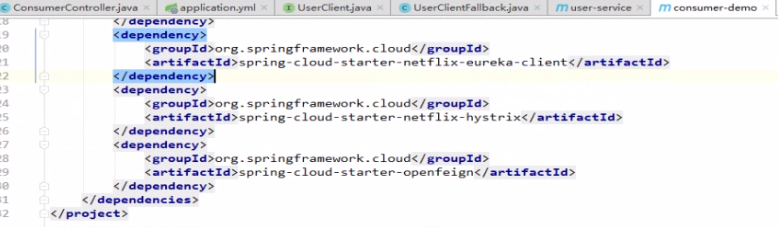 ConsumerController.java × application.yml × UserClient.java × UserClientFallback.java × user-service × consumer-demo ×
</dependency>
19 <dependency>
20 <groupId>org.springframework.cloud</groupId>
21 <artifactId>spring-cloud-starter-netflix-eureka-client</artifactId>
22 </dependency>
23 <dependency>
24 <groupId>org.springframework.cloud</groupId>
25 <artifactId>spring-cloud-starter-netflix-hystrix</artifactId>
26 </dependency>
27 <dependency>
28 <groupId>org.springframework.cloud</groupId>
29 <artifactId>spring-cloud-starter-openfeign</artifactId>
30 </dependency>
31 </dependencies>
32 </project>